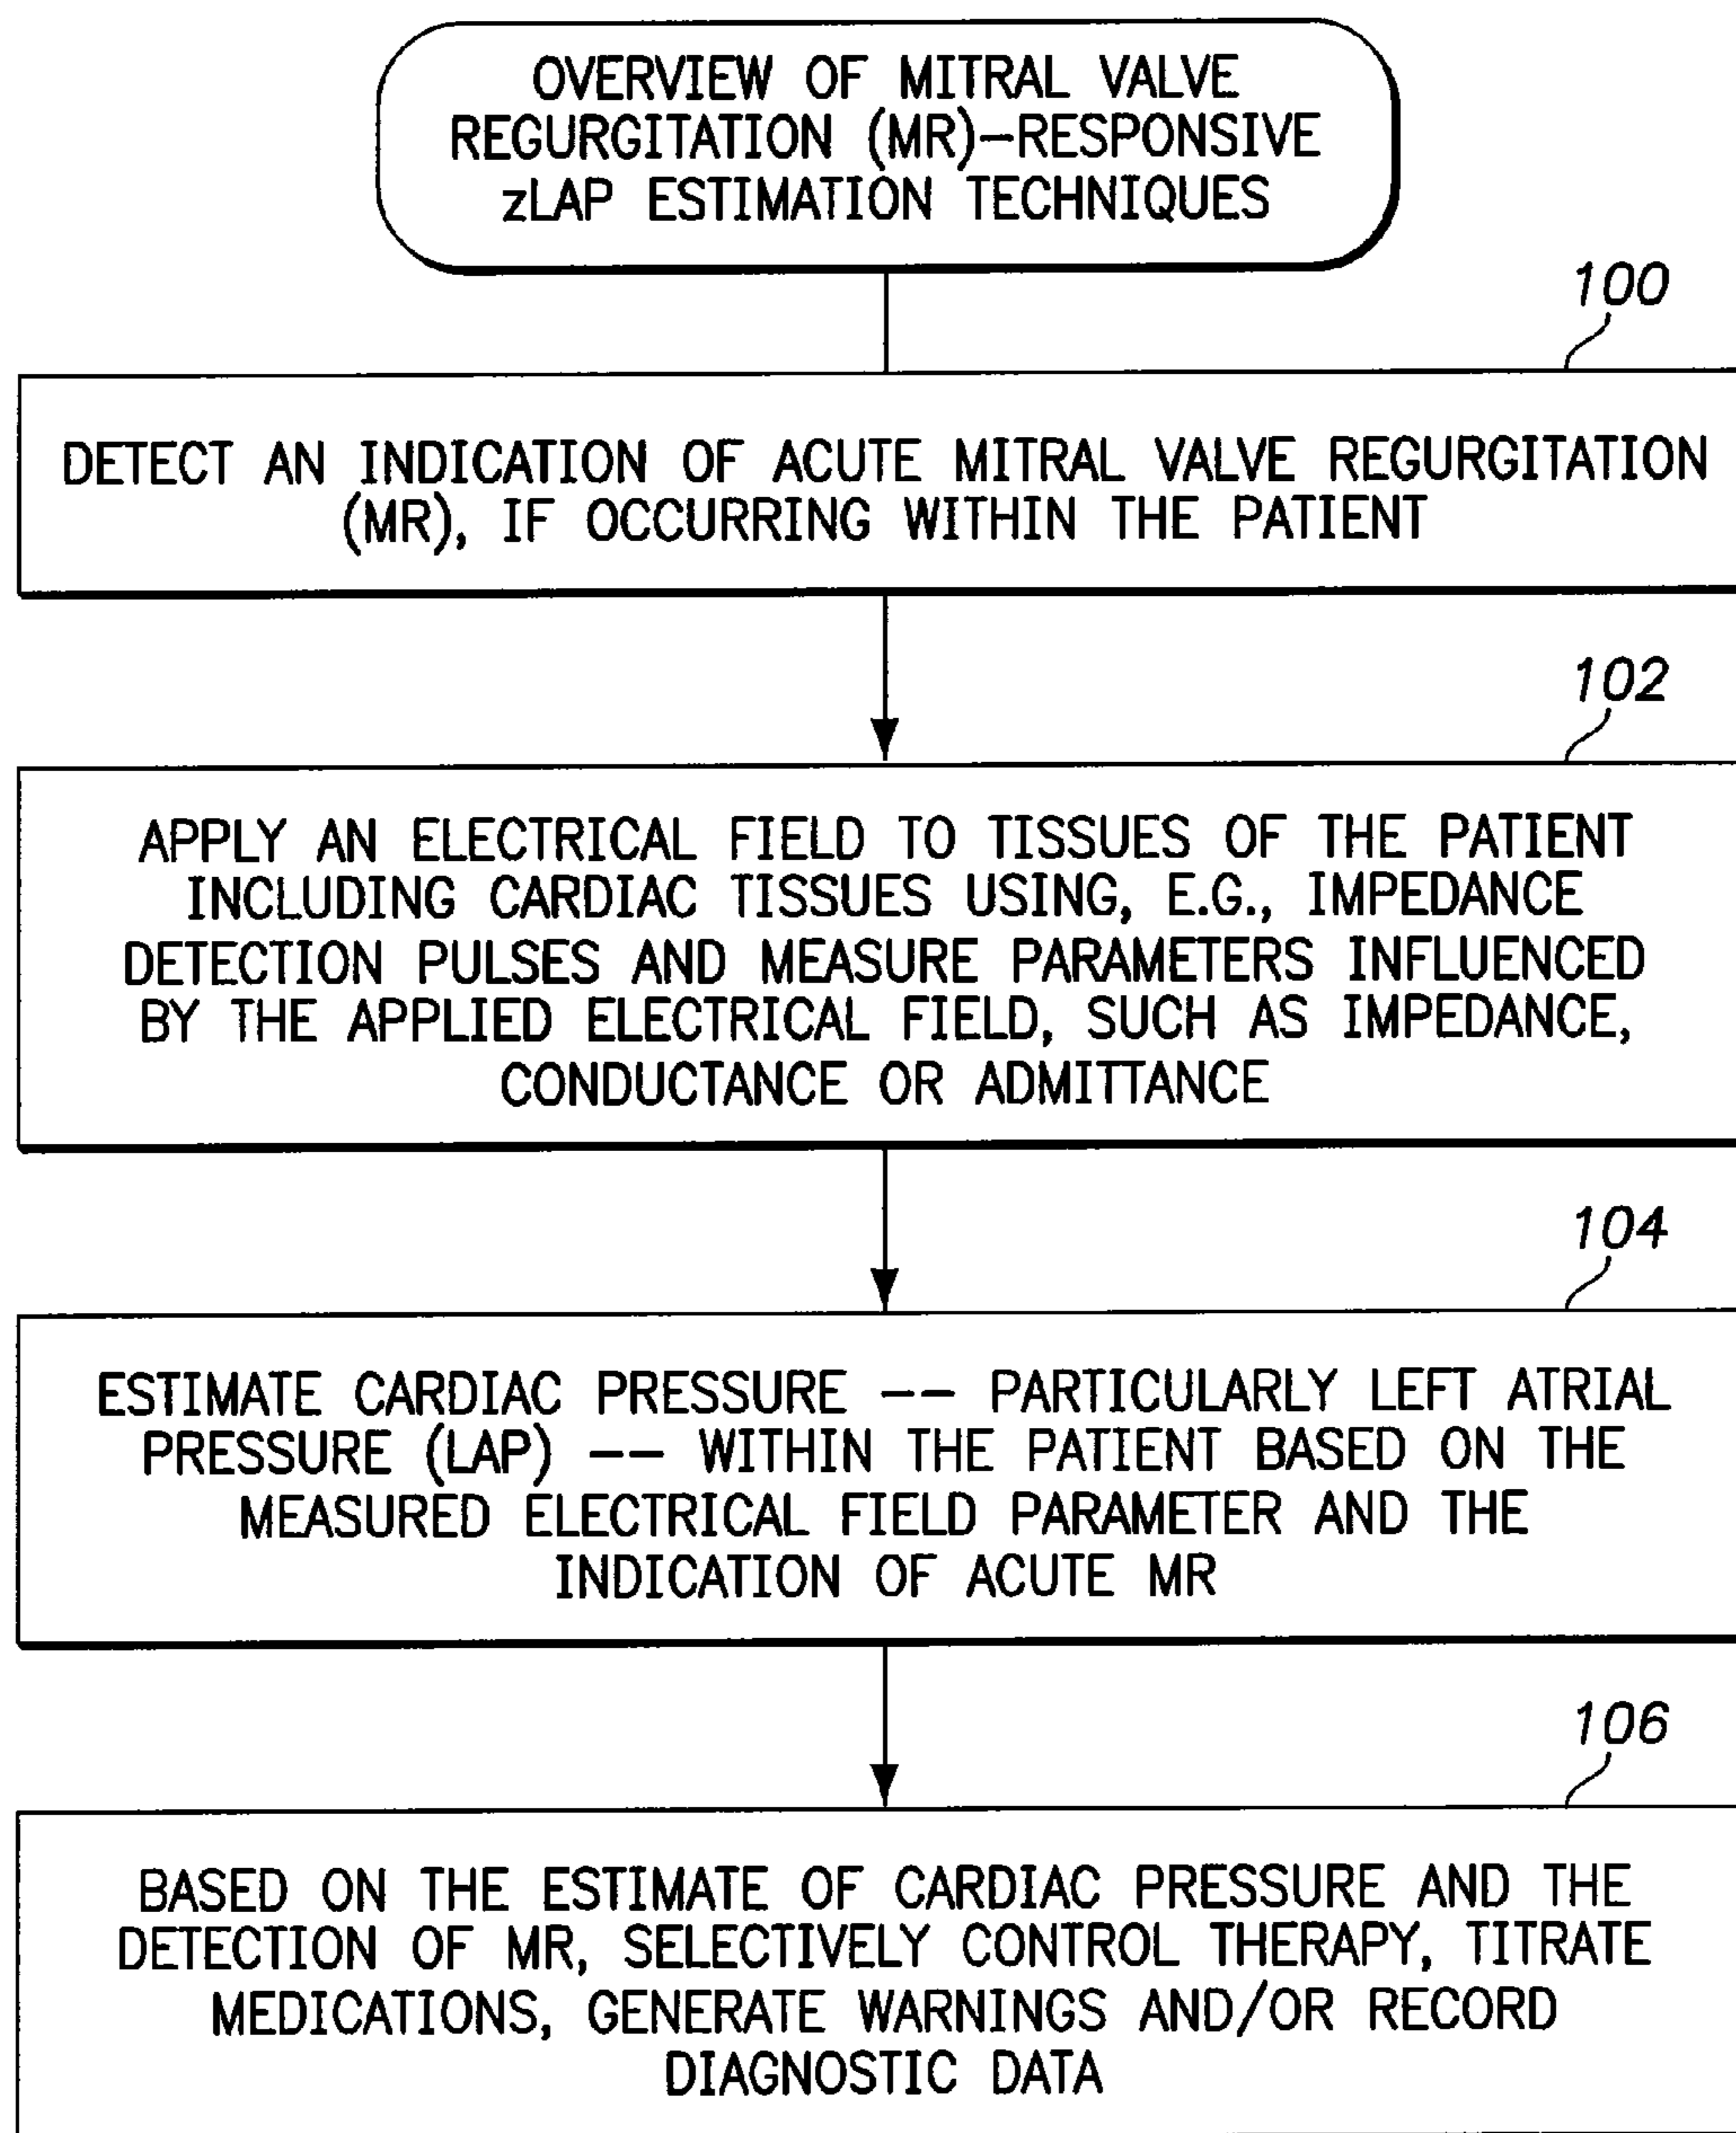 OVERVIEW OF MITRAL VALVE
REGURGITATION (MR)-RESPONSIVE
zLAP ESTIMATION TECHNIQUES
100
DETECT AN INDICATION OF ACUTE MITRAL VALVE REGURGITATION
(MR), IF OCCURRING WITHIN THE PATIENT
102
APPLY AN ELECTRICAL FIELD TO TISSUES OF THE PATIENT
INCLUDING CARDIAC TISSUES USING, E.G., IMPEDANCE
DETECTION PULSES AND MEASURE PARAMETERS INFLUENCED
BY THE APPLIED ELECTRICAL FIELD, SUCH AS IMPEDANCE,
CONDUCTANCE OR ADMITTANCE
104
ESTIMATE CARDIAC PRESSURE -- PARTICULARLY LEFT ATRIAL
PRESSURE (LAP) -- WITHIN THE PATIENT BASED ON THE
MEASURED ELECTRICAL FIELD PARAMETER AND THE
INDICATION OF ACUTE MR
106
BASED ON THE ESTIMATE OF CARDIAC PRESSURE AND THE
DETECTION OF MR, SELECTIVELY CONTROL THERAPY, TITRATE
MEDICATIONS, GENERATE WARNINGS AND/OR RECORD
DIAGNOSTIC DATA